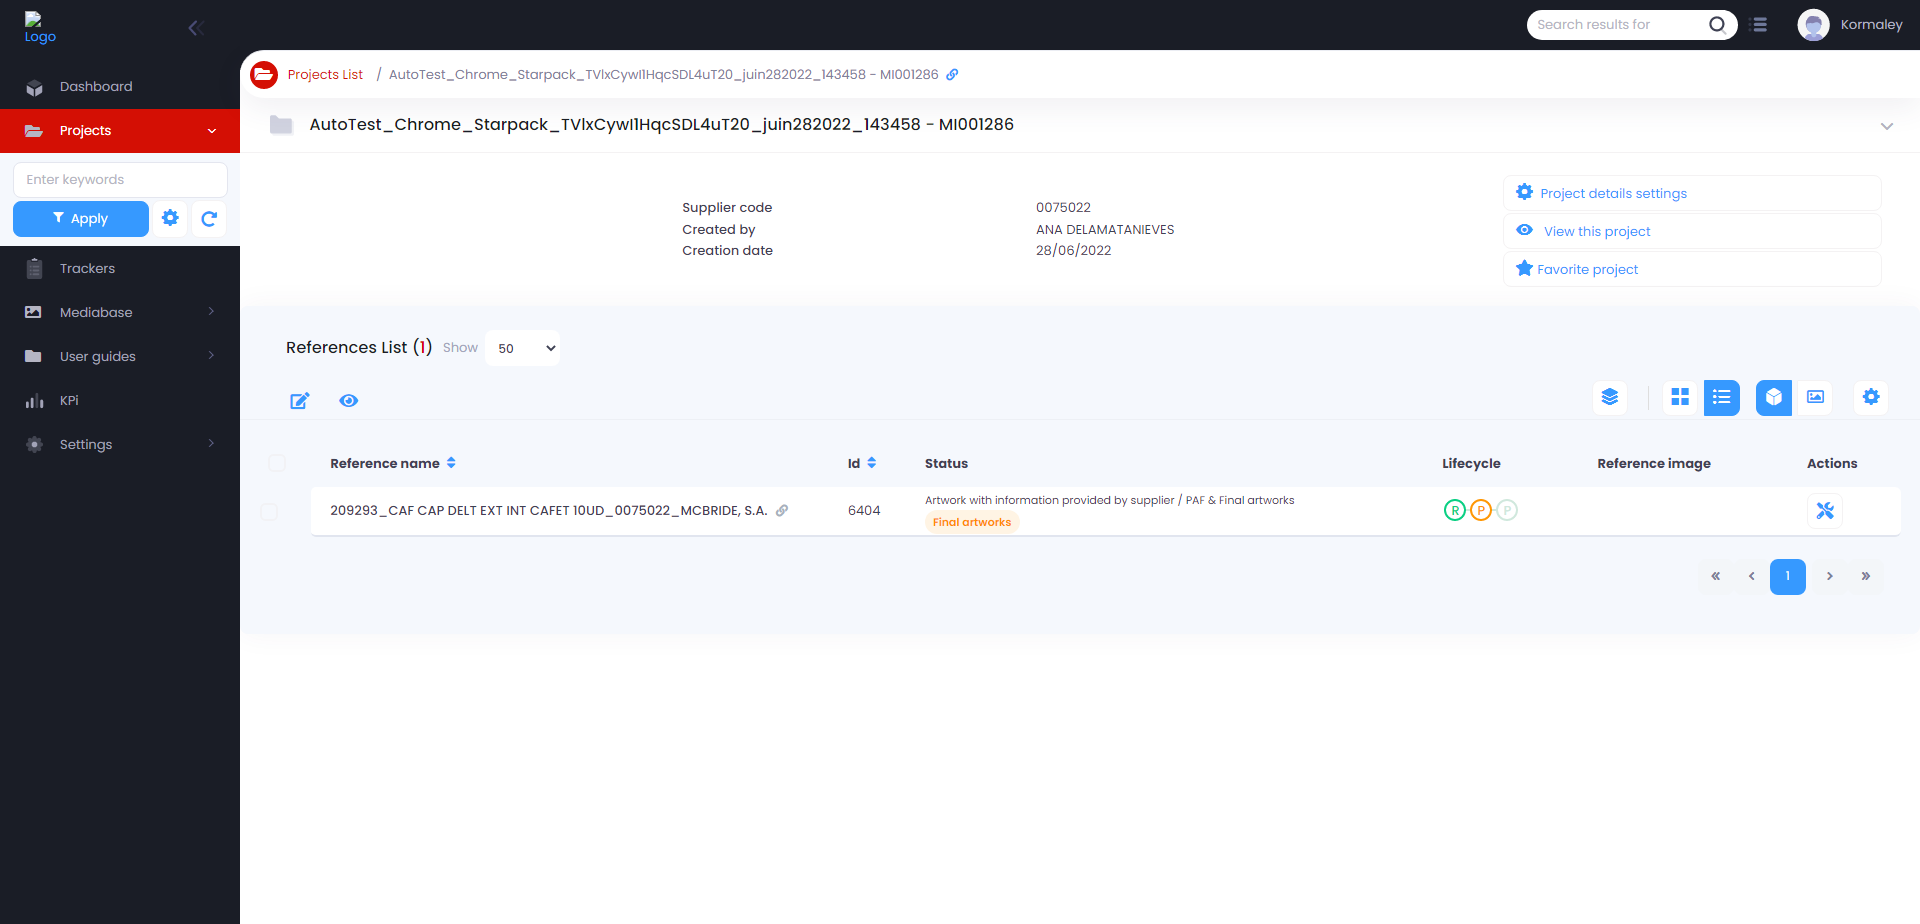 Logo
Search results for
Kormaley
Dashboard
Projects
Enter keywords
Apply
Trackers
Mediabase
User guides
KPi
Settings
Projects List / AutoTest_Chrome_Starpack_TVlxCywI1HqcSDL4uT20_juin282022_143458 - MI001286
AutoTest_Chrome_Starpack_TVlxCywI1HqcSDL4uT20_juin282022_143458 - MI001286
Supplier code 0075022
Created by ANA DELAMATANIEVES
Creation date 28/06/2022
Project details settings
View this project
Favorite project
References List (1) Show 50
Reference name Id Status Lifecycle Reference image Actions
209293_CAF CAP DELT EXT INT CAFET 10UD_0075022_MCBRIDE, S.A. 6404 Artwork with information provided by supplier / PAF & Final artworks R P P
Final artworks
« ‹ 1 › »